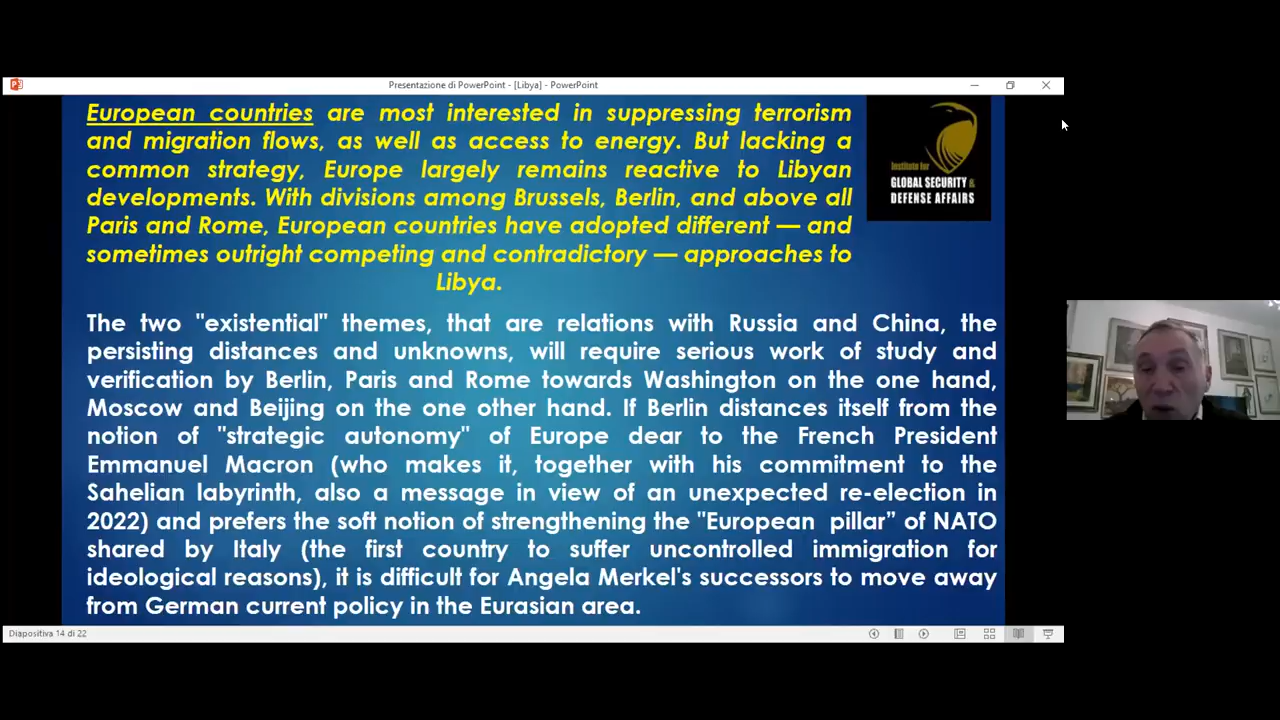 Presentazione di PowerPoint - [Libya] - PowerPoint
European countries are most interested in suppressing terrorism
and migration flows, as well as access to energy. But lacking a
common strategy, Europe largely remains reactive to Libyan
developments. With divisions among Brussels, Berlin, and above all
Paris and Rome, European countries have adopted different — and
sometimes outright competing and contradictory — approaches to
Libya.
Institute for
GLOBAL SECURITY &
DEFENSE AFFAIRS
The two "existential" themes, that are relations with Russia and China, the
persisting distances and unknowns, will require serious work of study and
verification by Berlin, Paris and Rome towards Washington on the one hand,
Moscow and Beijing on the one other hand. If Berlin distances itself from the
notion of "strategic autonomy" of Europe dear to the French President
Emmanuel Macron (who makes it, together with his commitment to the
Sahelian labyrinth, also a message in view of an unexpected re-election in
2022) and prefers the soft notion of strengthening the "European pillar” of NATO
shared by Italy (the first country to suffer uncontrolled immigration for
ideological reasons), it is difficult for Angela Merkel's successors to move away
from German current policy in the Eurasian area.
Diapositiva 14 di 22